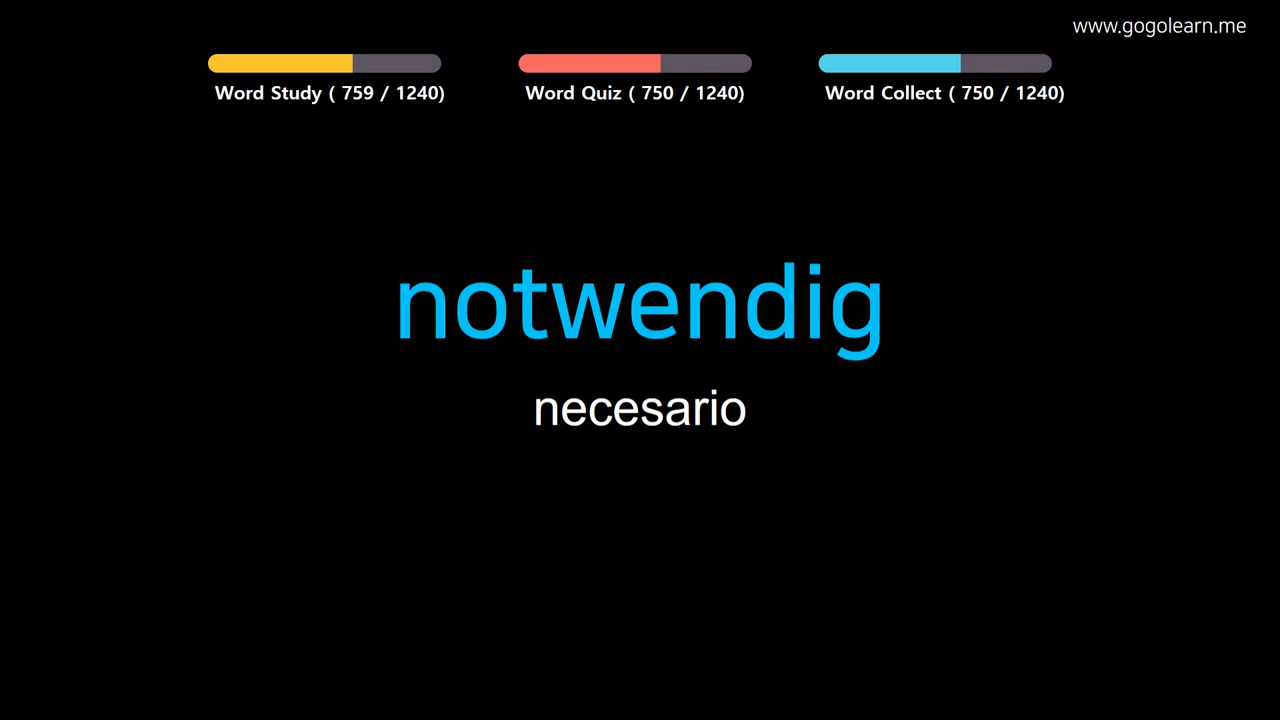 www.gogolearn.me
Word Study ( 759 / 1240)
Word Quiz ( 750 / 1240)
Word Collect ( 750 / 1240)
notwendig
necesario